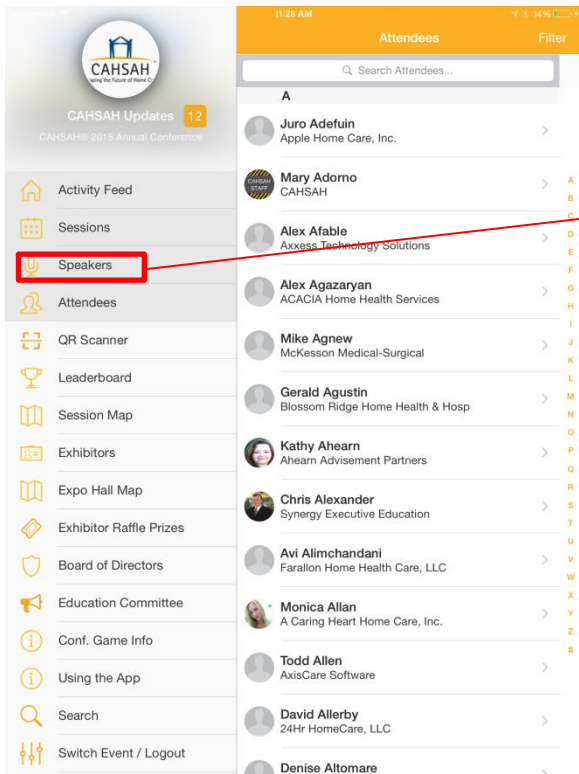 CAHSAH
CAHSAH Updates 12
CAHSAH® 2015 Annual Conference
Activity Feed
Sessions
Speakers
Attendees
QR Scanner
Leaderboard
Session Map
Exhibitors
Expo Hall Map
Exhibitor Raffle Prizes
Board of Directors
Education Committee
Conf. Game Info
Using the App
Search
Switch Event / Logout
11:28 AM
14%
Attendees
Filter
Search Attendees...
A
Juro Adefuin
Apple Home Care, Inc.
CAHSAH
STAFF
Mary Adorno
CAHSAH
Alex Afable
Axxess Technology Solutions
Alex Agazaryan
ACACIA Home Health Services
Mike Agnew
McKesson Medical-Surgical
Gerald Agustin
Blossom Ridge Home Health & Hosp
Kathy Ahearn
Ahearn Advisement Partners
Chris Alexander
Synergy Executive Education
Avi Alimchandani
Farallon Home Health Care, LLC
Monica Allan
A Caring Heart Home Care, Inc.
Todd Allen
AxisCare Software
David Allerby
24Hr HomeCare, LLC
Denise Altomare
A
B
C
D
E
F
G
H
I
J
K
L
M
N
O
P
Q
R
S
T
U
V
W
X
Y
Z
#